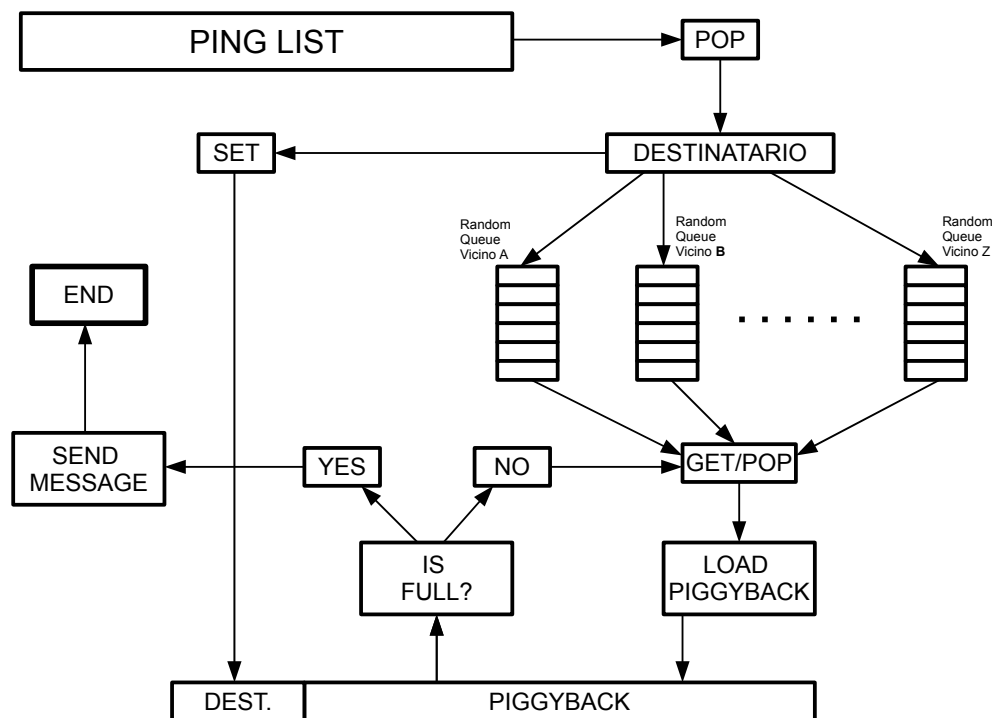 PING LIST
POP
SET
DESTINATARIO
Random
Queue
Vicino A
Random
Queue
Vicino B
Random
Queue
Vicino Z
END
SEND
MESSAGE
YES
NO
GET/POP
IS
FULL?
LOAD
PIGGYBACK
DEST.
PIGGYBACK